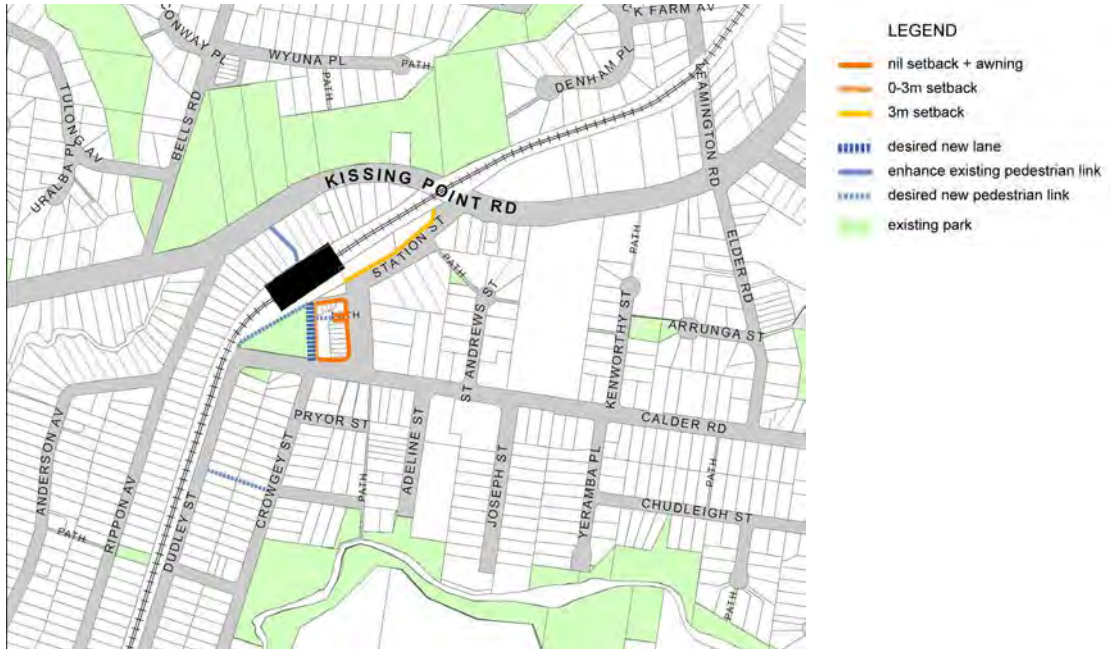 LEGEND
nil setback + awning
0-3m setback
3m setback
desired new lane
enhance existing pedestrian link
desired new pedestrian link
existing park
CONWAY PL
WYUNA PL
PATH
PATH
K FARM AV
DENHAM PL
TULONG AV
BELLS RD
URALBA PL
EAMINGTON RD
KISSING POINT RD
STATION ST
PATH
PATH
ELDER RD
ST ANDREWS ST
KENWORTHY ST
ARRUNGA ST
CALDER RD
ANDERSON AV
RIPPON AV
PRYOR ST
ADELINE ST
CROWGEY ST
PATH
JOSEPH ST
YERAMBA PL
PATH
CHUDLEIGH ST
DUDLEY ST
PATH
PATH